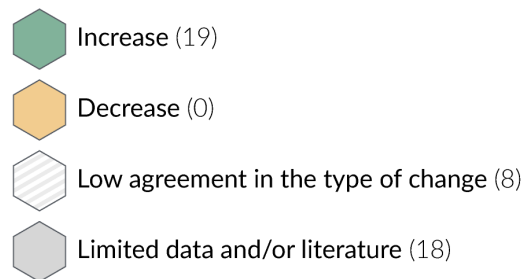 Increase (19)
Decrease (0)
Low agreement in the type of change (8)
Limited data and/or literature (18)